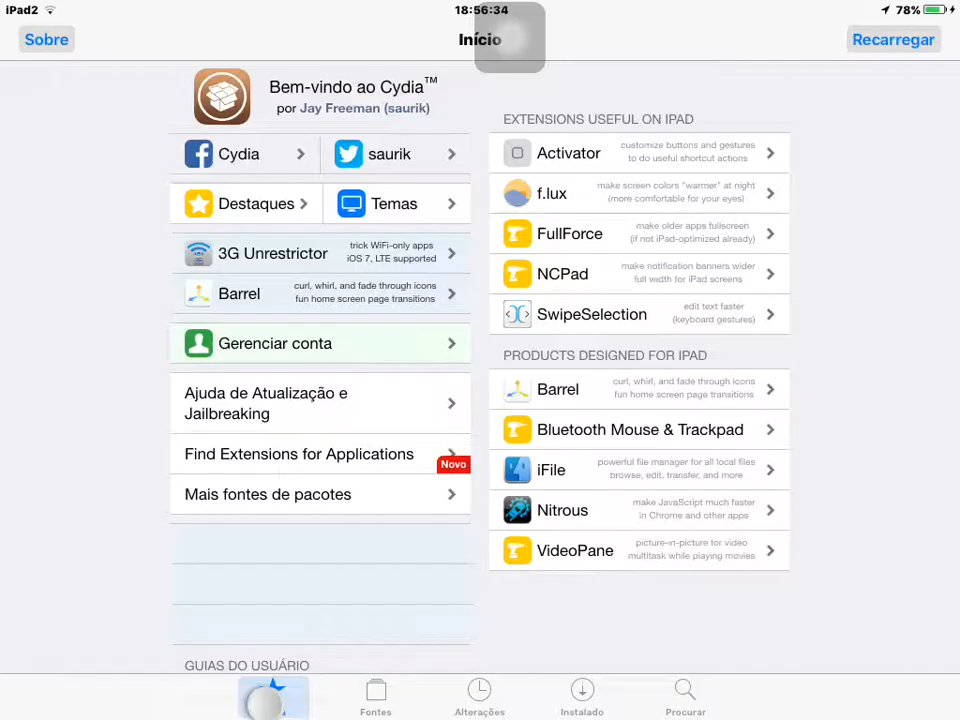 iPad2
18:56:34
78%
Sobre
Início
Recarregar
Bem-vindo ao Cydia™
por Jay Freeman (saurik)
Cydia
saurik
Destaques
Temas
3G Unrestrictor
trick WiFi-only apps
iOS 7, LTE supported
Barrel
curl, whirl, and fade through icons
fun home screen page transitions
Gerenciar conta
Ajuda de Atualização e
Jailbreaking
Find Extensions for Applications
Novo
Mais fontes de pacotes
GUIAS DO USUÁRIO
EXTENSIONS USEFUL ON IPAD
Activator
customize buttons and gestures
to do useful shortcut actions
f.lux
make screen colors "warmer" at night
(more comfortable for your eyes)
FullForce
make older apps fullscreen
(if not iPad-optimized already)
NCPad
make notification banners wider
full width for iPad screens
SwipeSelection
edit text faster
(keyboard gestures)
PRODUCTS DESIGNED FOR IPAD
Barrel
curl, whirl, and fade through icons
fun home screen page transitions
Bluetooth Mouse & Trackpad
iFile
powerful file manager for all local files
browse, edit, transfer, and more
Nitrous
make JavaScript much faster
in Chrome and other apps
VideoPane
picture-in-picture for video
multitask while playing movies
Fontes
Alterações
Instalado
Procurar